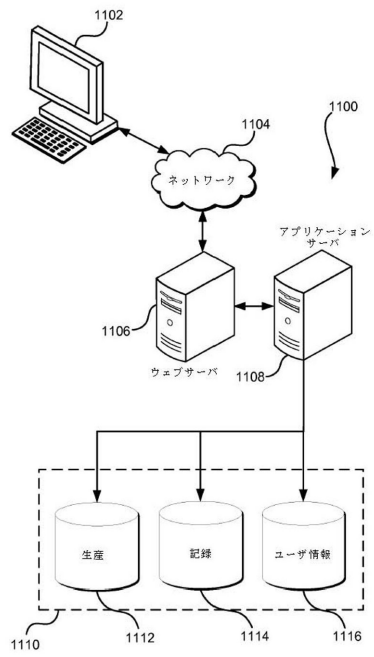 1102
1104
1100
ネットワーク
アプリケーション
サーバ
1106
ウェブサーバ
1108
生産
記録
ユーザ情報
1110
1112
1114
1116